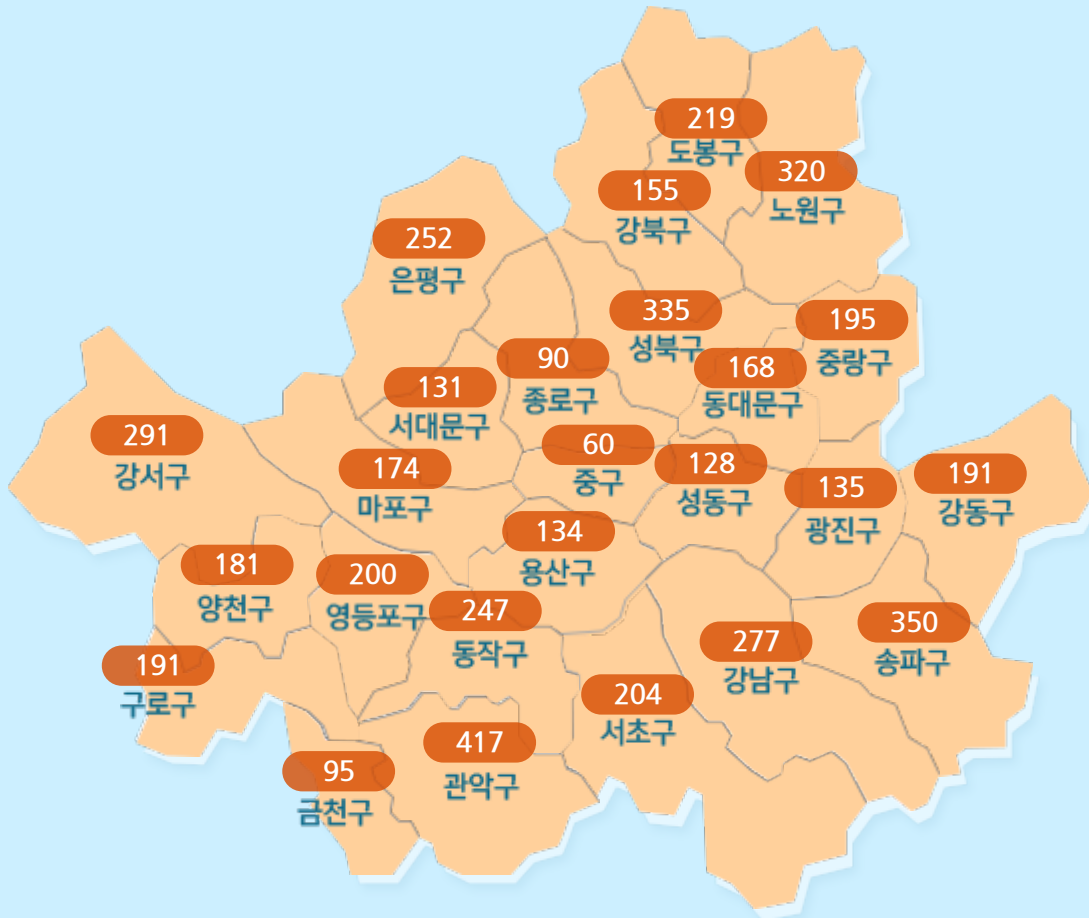 219
도봉구
320
노원구
155
강북구
252
은평구
335
성북구
195
중랑구
90
종로구
168
동대문구
131
서대문구
291
강서구
60
중구
174
마포구
128
성동구
135
광진구
191
강동구
134
용산구
181
양천구
200
영등포구
247
동작구
350
송파구
277
강남구
191
구로구
204
서초구
417
관악구
95
금천구